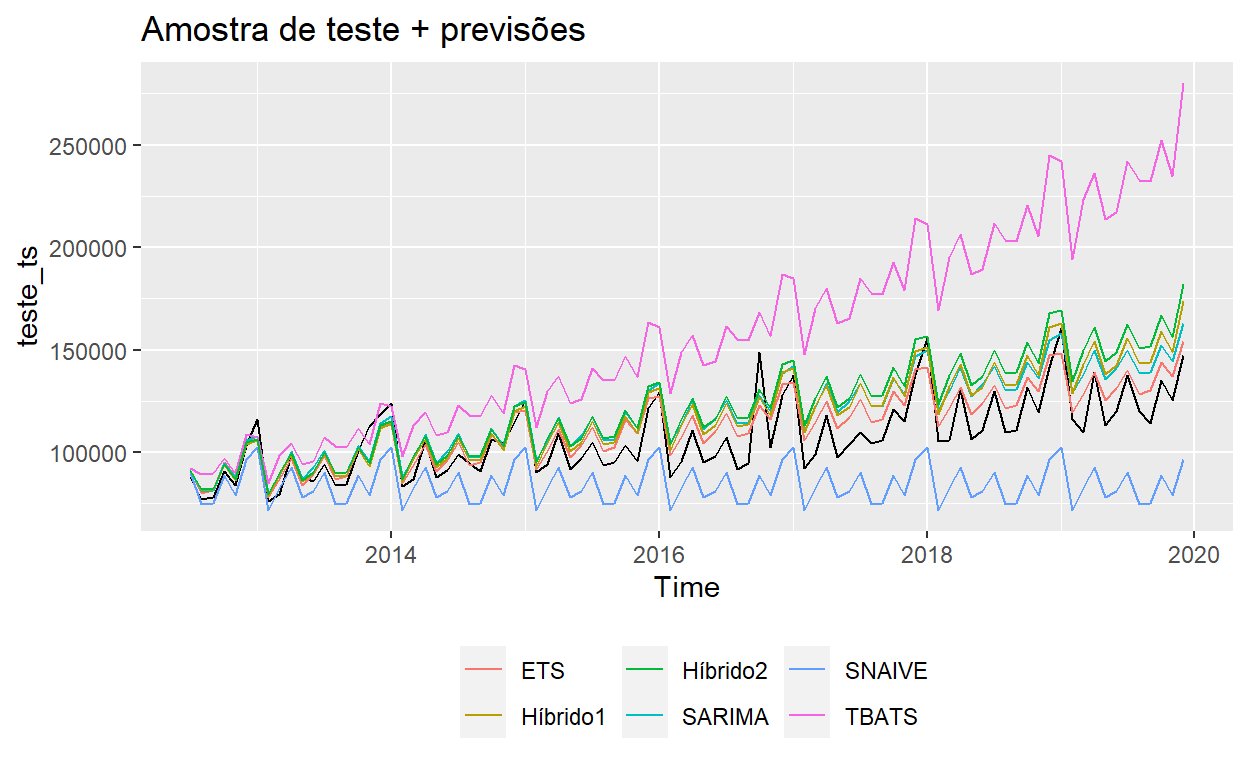 Amostra de teste + previsões
250000
200000
150000
100000
teste_ts
2014 2016 2018 2020
Time
ETS Híbrido2 SNAIVE
Híbrido1 SARIMA TBATS